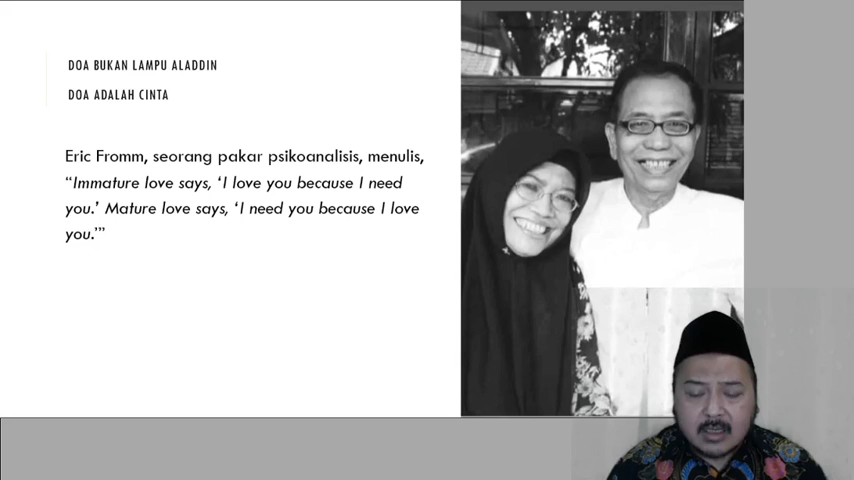 DOA BUKAN LAMPU ALADDIN
DOA ADALAH CINTA
Eric Fromm, seorang pakar psikoanalisis, menulis,
“Immature love says, ‘I love you because I need
you.’ Mature love says, ‘I need you because I love
you.’”